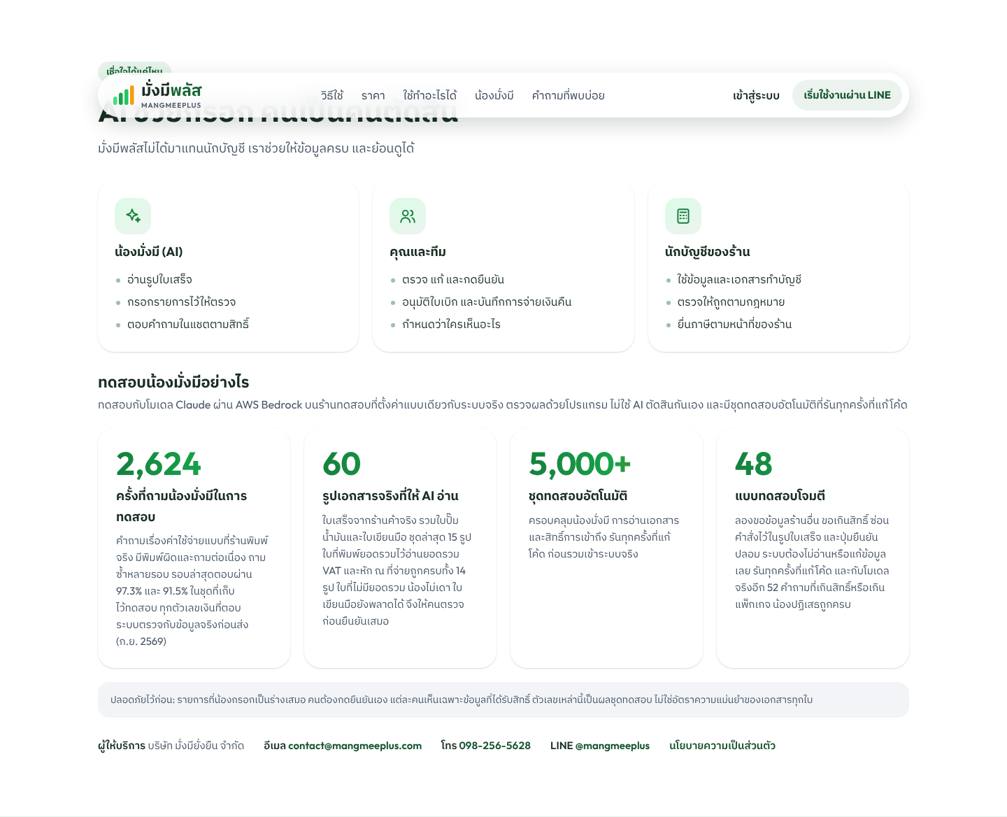 เชื่อใจได้แค่ไหน
มั่งมีพลัส
MANGMEEPLUS
วิธีใช้
ราคา
ใช้ทำอะไรได้
น้องมั่งมี
คำถามที่พบบ่อย
เข้าสู่ระบบ
เริ่มใช้งานผ่าน LINE
AI ช่วยกรอก คนเป็นคนตัดสิน
มั่งมีพลัสไม่ได้มาแทนนักบัญชี เราช่วยให้ข้อมูลครบ และย้อนดูได้
น้องมั่งมี (AI)
อ่านรูปใบเสร็จ
กรอกรายการไว้ให้ตรวจ
ตอบคำถามในแชตตามสิทธิ์
คุณและทีม
ตรวจ แก้ และกดยืนยัน
อนุมัติใบเบิก และบันทึกการจ่ายเงินคืน
กำหนดว่าใครเห็นอะไร
นักบัญชีของร้าน
ใช้ข้อมูลและเอกสารทำบัญชี
ตรวจให้ถูกตามกฎหมาย
ยื่นภาษีตามหน้าที่ของร้าน
ทดสอบน้องมั่งมีอย่างไร
ทดสอบกับโมเดล Claude ผ่าน AWS Bedrock บนร้านทดสอบที่ตั้งค่าแบบเดียวกับระบบจริง ตรวจผลด้วยโปรแกรม ไม่ใช้ AI ตัดสินกันเอง และมีชุดทดสอบอัตโนมัติที่รันทุกครั้งที่แก้โค้ด
2,624
ครั้งที่ถามน้องมั่งมีในการ
ทดสอบ
คำถามเรื่องค่าใช้จ่ายแบบที่ร้านพิมพ์
จริง มีพิมพ์ผิดและถามต่อเนื่อง ถาม
ซ้ำหลายรอบ รอบล่าสุดตอบผ่าน
97.3% และ 91.5% ในชุดที่เก็บ
ไว้ทดสอบ ทุกตัวเลขเงินที่ตอบ
ระบบตรวจกับข้อมูลจริงก่อนส่ง
(ก.ย. 2569)
60
รูปเอกสารจริงที่ให้ AI อ่าน
ใบเสร็จจากร้านค้าจริง รวมใบปั๊ม
น้ำมันและใบเขียนมือ ชุดล่าสุด 15 รูป
ใบที่พิมพ์ยอดรวมไว้อ่านยอดรวม
VAT และหัก ณ ที่จ่ายถูกครบทั้ง 14
รูป ใบที่ไม่มียอดรวม น้องไม่เดา ใบ
เขียนมือยังพลาดได้ จึงให้คนตรวจ
ก่อนยืนยันเสมอ
5,000+
ชุดทดสอบอัตโนมัติ
ครอบคลุมน้องมั่งมี การอ่านเอกสาร
และสิทธิ์การเข้าถึง รันทุกครั้งที่แก้
โค้ด ก่อนรวมเข้าระบบจริง
48
แบบทดสอบโจมตี
ลองขอข้อมูลร้านอื่น ขอเกินสิทธิ์ ซ่อน
คำสั่งไว้ในรูปใบเสร็จ และปุ่มยืนยัน
ปลอม ระบบต้องไม่อ่านหรือแก้ข้อมูล
เลย รันทุกครั้งที่แก้โค้ด และกับโมเดล
จริงอีก 52 คำถามที่เกินสิทธิ์หรือเกิน
แพ็กเกจ น้องปฏิเสธถูกครบ
ปลอดภัยไว้ก่อน: รายการที่น้องกรอกเป็นร่างเสมอ คนต้องกดยืนยันเอง แต่ละคนเห็นเฉพาะข้อมูลที่ได้รับสิทธิ์ ตัวเลขเหล่านี้เป็นผลชุดทดสอบ ไม่ใช่อัตราความแม่นยำของเอกสารทุกใบ
ผู้ให้บริการ บริษัท มั่งมียั่งยืน จำกัด
อีเมล contact@mangmeeplus.com
โทร 098-256-5628
LINE @mangmeeplus
นโยบายความเป็นส่วนตัว